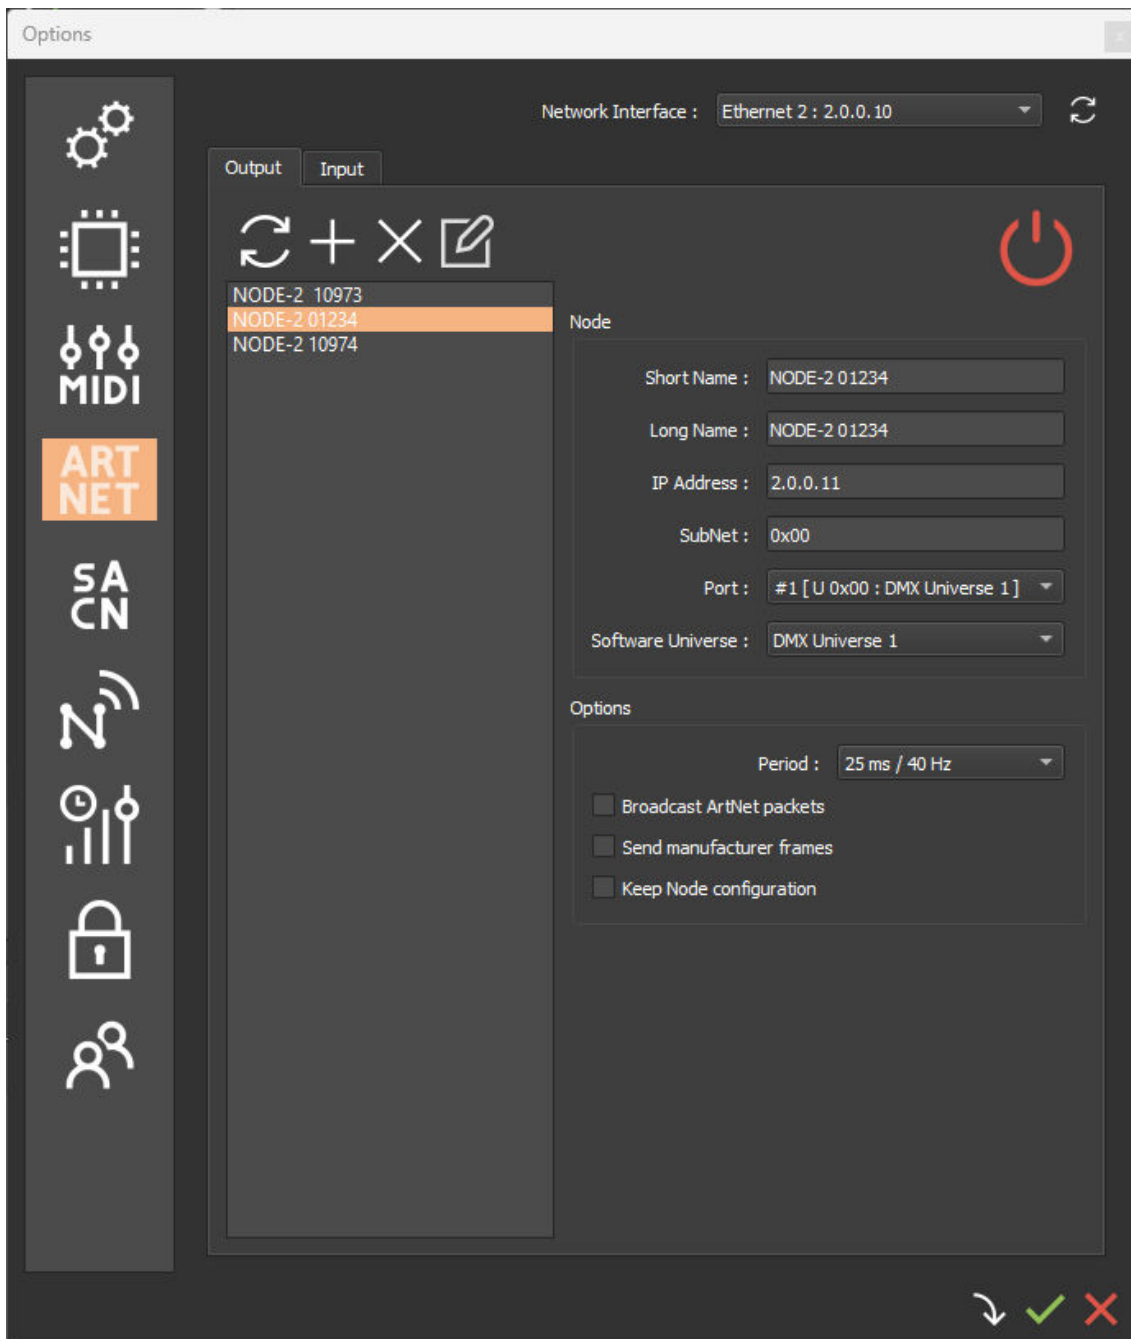 Options
Network Interface : Ethernet 2 : 2.0.0.10
Output Input
NODE-2  10973
NODE-2 01234
NODE-2 10974
Node
Short Name : NODE-2 01234
Long Name : NODE-2 01234
IP Address : 2.0.0.11
SubNet : 0x00
Port : #1 [ U 0x00 : DMX Universe 1 ]
Software Universe : DMX Universe 1
Options
Period : 25 ms / 40 Hz
Broadcast ArtNet packets
Send manufacturer frames
Keep Node configuration
MIDI
ART
NET
SA
CN
N